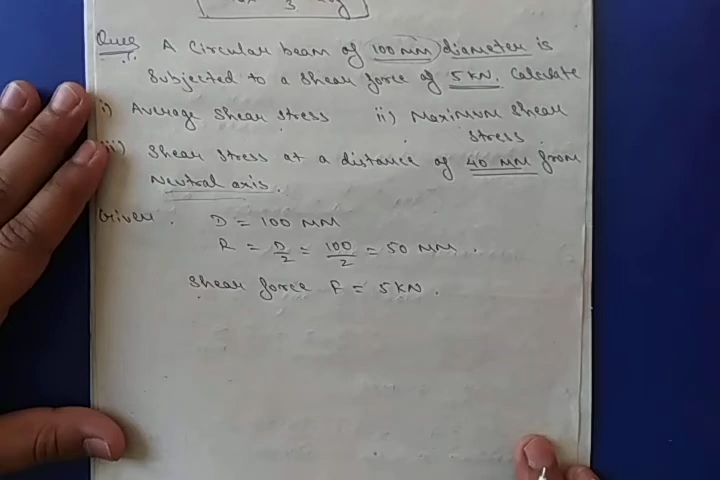 Ques A Circular beam of 100 MM diameter is
Subjected to a Shear force of 5 KN. Calculate
i) Average Shear Stress ii) Maximum Shear
Stress.
iii) Shear Stress at a distance of 40 MM from
Neutral axis.
Given. D = 100 MM
R = D/2 = 100/2 = 50 MM.
Shear force F = 5 KN.